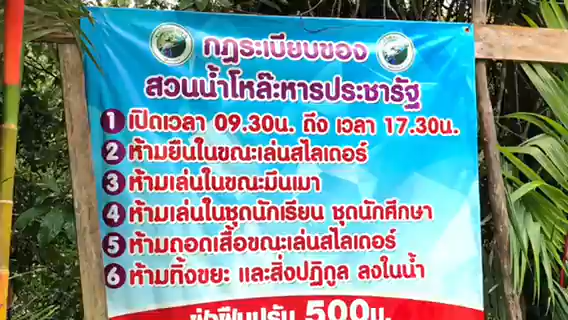 กฎระเบียบของ
สวนน้ำโหล๊ะหารประชารัฐ
1 เปิดเวลา 09.30น. ถึง เวลา 17.30น.
2 ห้ามยืนในขณะเล่นสไลเดอร์
3 ห้ามเล่นในขณะมึนเมา
4 ห้ามเล่นในชุดนักเรียน ชุดนักศึกษา
5 ห้ามถอดเสื้อขณะเล่นสไลเดอร์
6 ห้ามทิ้งขยะ และสิ่งปฏิกูล ลงในน้ำ
ฝ่าฝืนปรับ 500บ.